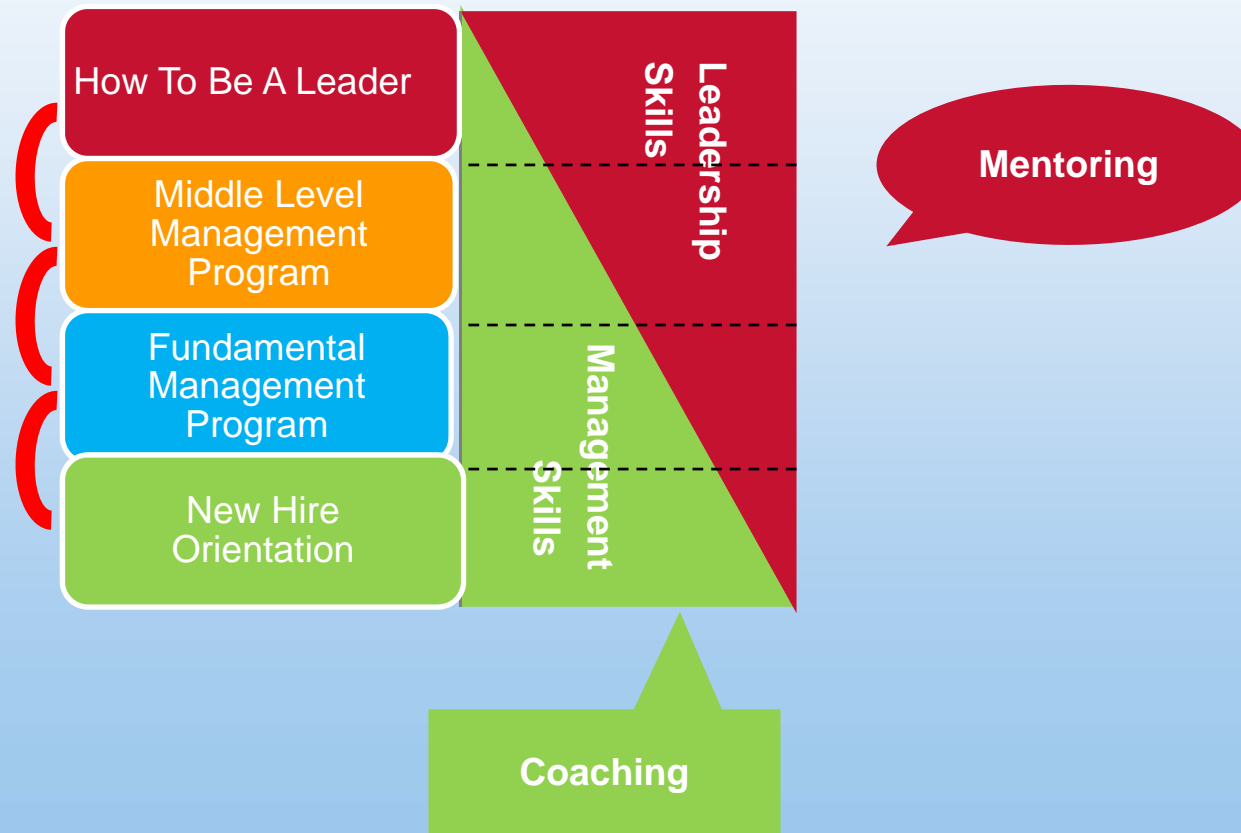 How To Be A Leader
Middle Level
Management
Program
Fundamental
Management
Program
New Hire
Orientation
Leadership
Skills
Management
Skills
Mentoring
Coaching